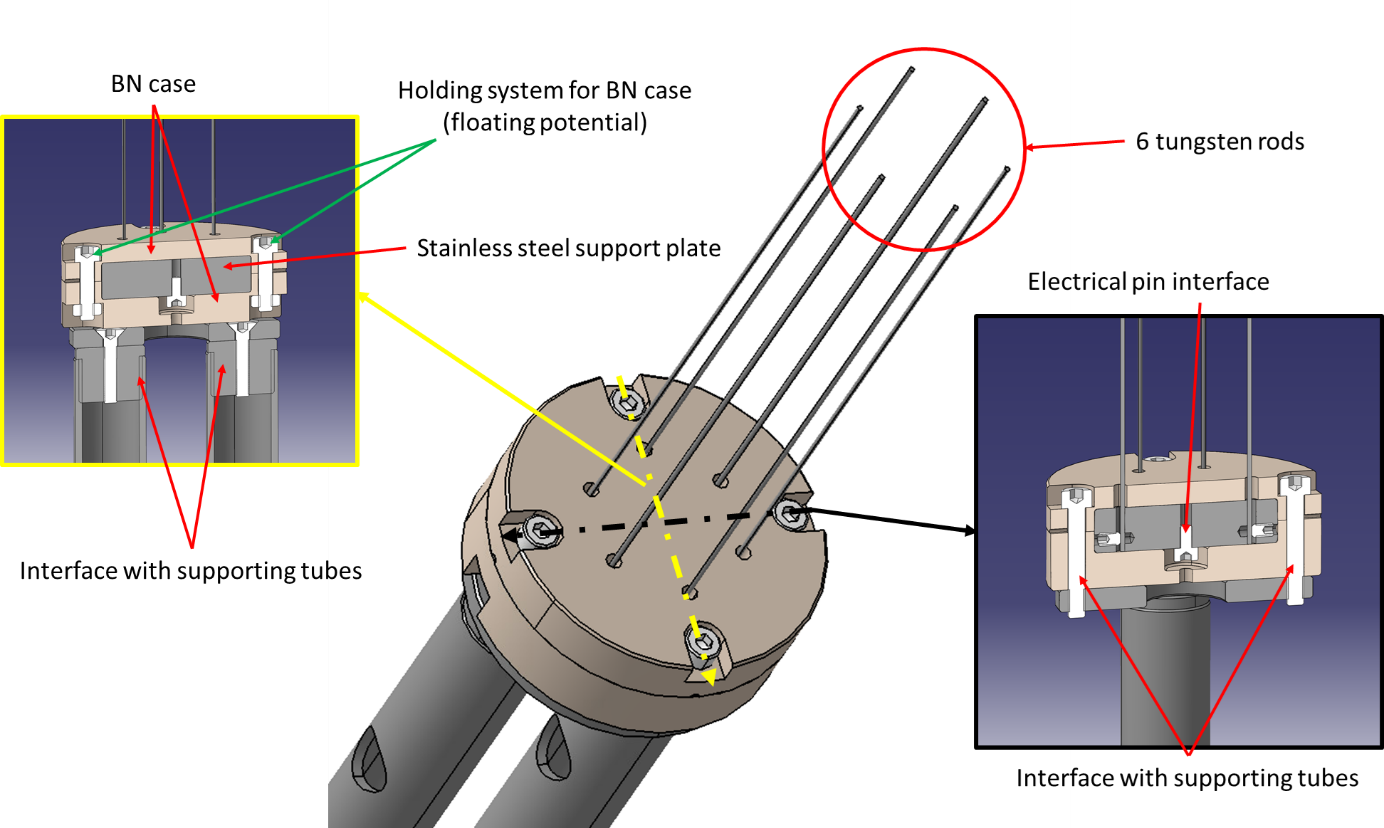 BN case
Holding system for BN case
(floating potential)
6 tungsten rods
Stainless steel support plate
Electrical pin interface
Interface with supporting tubes
Interface with supporting tubes